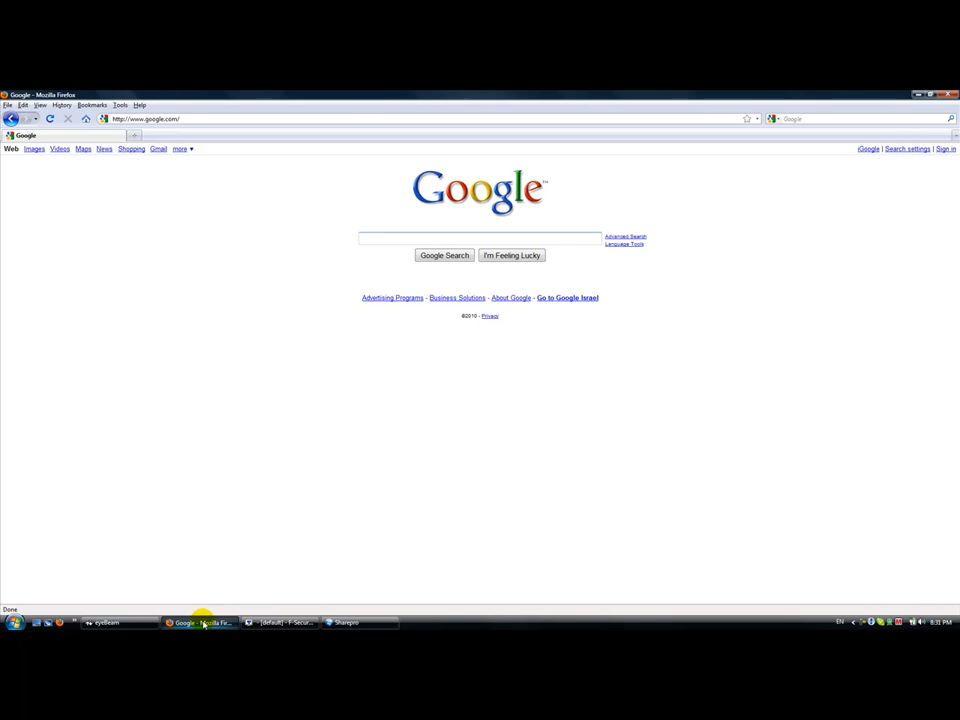 Google - Mozilla Firefox
File Edit View History Bookmarks Tools Help
http://www.google.com/ Google
Google
Web Images Videos Maps News Shopping Gmail more ▼ iGoogle | Search settings | Sign in
Google™
Advanced Search
Language Tools
Google Search I'm Feeling Lucky
Advertising Programs - Business Solutions - About Google - Go to Google Israel
©2010 - Privacy
Done
eyeBeam Google - Mozilla Fir... - [default] - F-Secur... Sharepro EN 8:31 PM